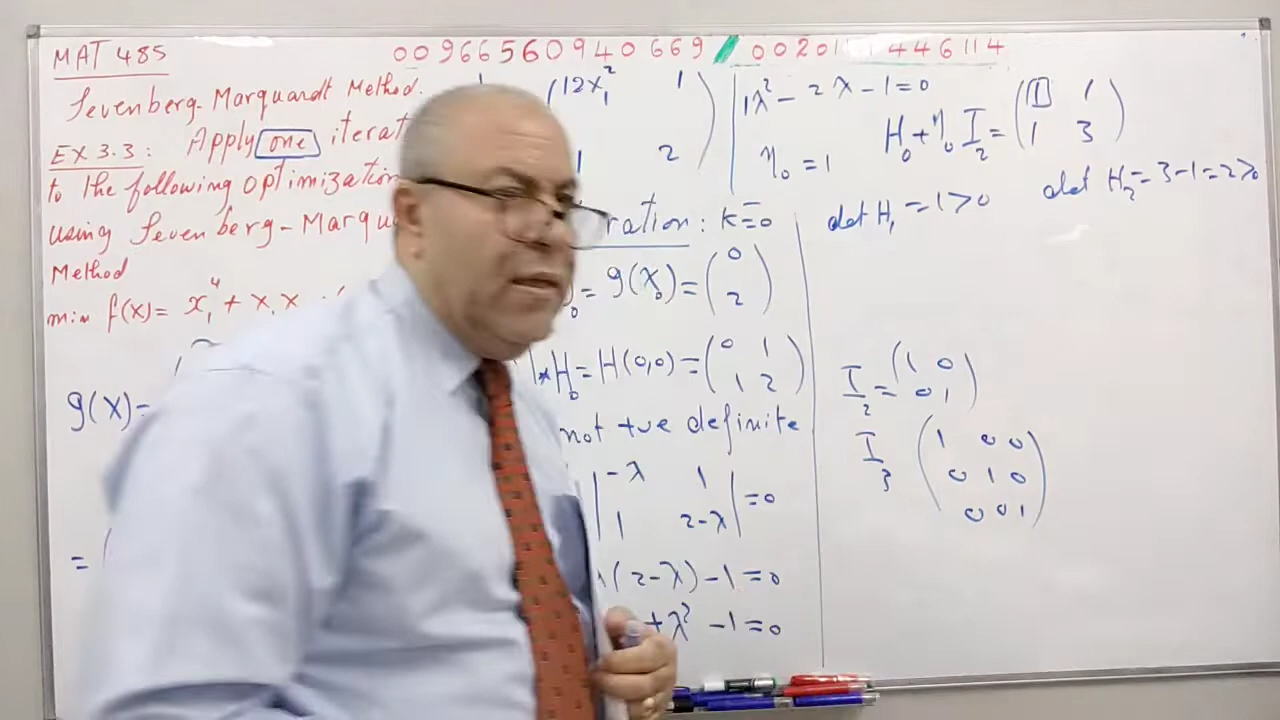 MAT 485
00966560940669 / 002011144 6114
Levenberg-Marquardt Method.
EX 3.3: Apply one iterat
to the following optimization
using Levenberg-Marqu
Method
min f(x) = x₁⁴ + x₁x
g(x) =
=
(12x₁² 1
1 2)
ration: k=0
= g(x₀) = (0
2)
*H₀ = H(0,0) = (0 1
1 2)
not +ve definite
|-λ 1
1 2-λ| = 0
(2-λ) -1 = 0
+λ² -1 = 0
1λ² - 2λ - 1 = 0
η₀ = 1
H₀ + η₀ I₂ = (1 1
1 3)
det H₁ = 1 > 0
det H₂ = 3-1 = 2 > 0
I₂ = (1 0
0 1)
I₃ (1 0 0
0 1 0
0 0 1)